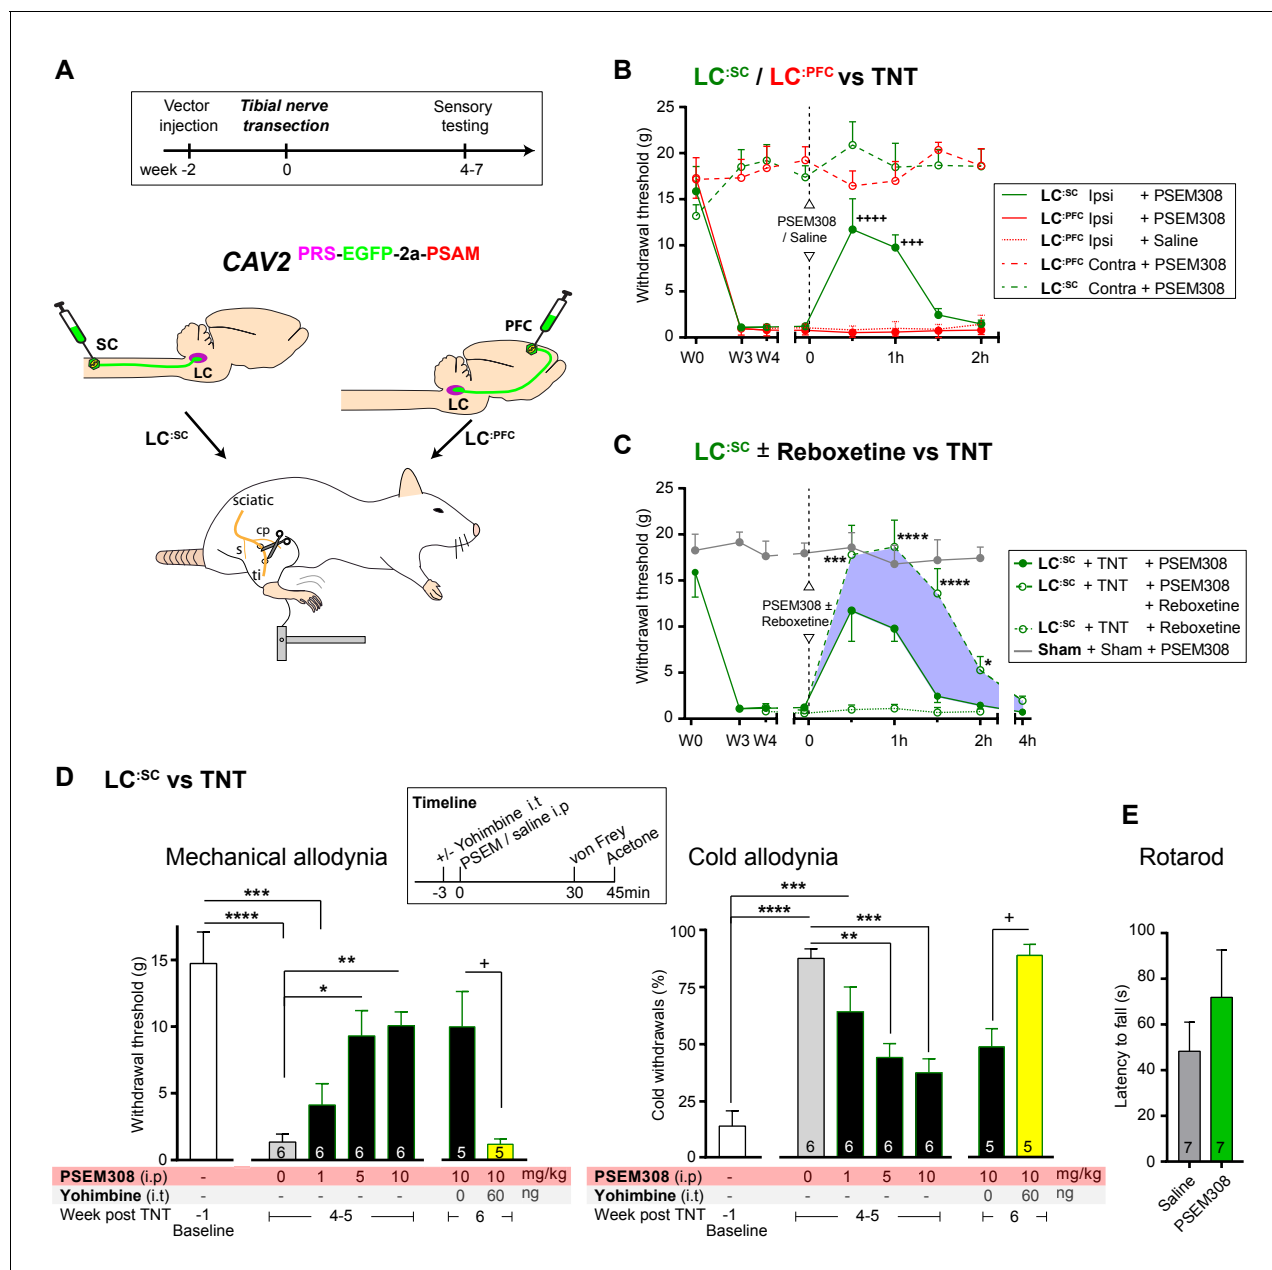 A
Vector
injection
Tibial nerve
transection
Sensory
testing
week -2
0
4-7
CAV2 PRS-EGFP-2a-PSAM
SC
LC
PFC
LC
LC:SC
LC:PFC
sciatic
cp
s
ti
B
LC:SC / LC:PFC vs TNT
Withdrawal threshold (g)
25
20
15
10
5
0
PSEM308
/ Saline
++++
+++
W0
W3
W4
0
1h
2h
LC:SC Ipsi + PSEM308
LC:PFC Ipsi + PSEM308
LC:PFC Ipsi + Saline
LC:PFC Contra + PSEM308
LC:SC Contra + PSEM308
C
LC:SC ± Reboxetine vs TNT
Withdrawal threshold (g)
25
20
15
10
5
0
PSEM308 ±
Reboxetine
***
****
****
*
W0
W3
W4
0
1h
2h
4h
LC:SC + TNT + PSEM308
LC:SC + TNT + PSEM308
+ Reboxetine
LC:SC + TNT + Reboxetine
Sham + Sham + PSEM308
D
LC:SC vs TNT
Timeline
+/- Yohimbine i.t
PSEM / saline i.p
von Frey
Acetone
-3
0
30
45min
Mechanical allodynia
Withdrawal threshold (g)
15
10
5
0
***
****
**
*
+
6
6
6
6
5
5
PSEM308 (i.p) - 0 1 5 10 10 10 mg/kg
Yohimbine (i.t) - - - - - 0 60 ng
Week post TNT -1 4-5 6
Baseline
Cold allodynia
Cold withdrawals (%)
100
75
50
25
0
***
****
***
**
+
6
6
6
6
5
5
PSEM308 (i.p) - 0 1 5 10 10 10 mg/kg
Yohimbine (i.t) - - - - - 0 60 ng
Week post TNT -1 4-5 6
Baseline
E
Rotarod
Latency to fall (s)
100
80
60
40
20
0
7
7
Saline
PSEM308